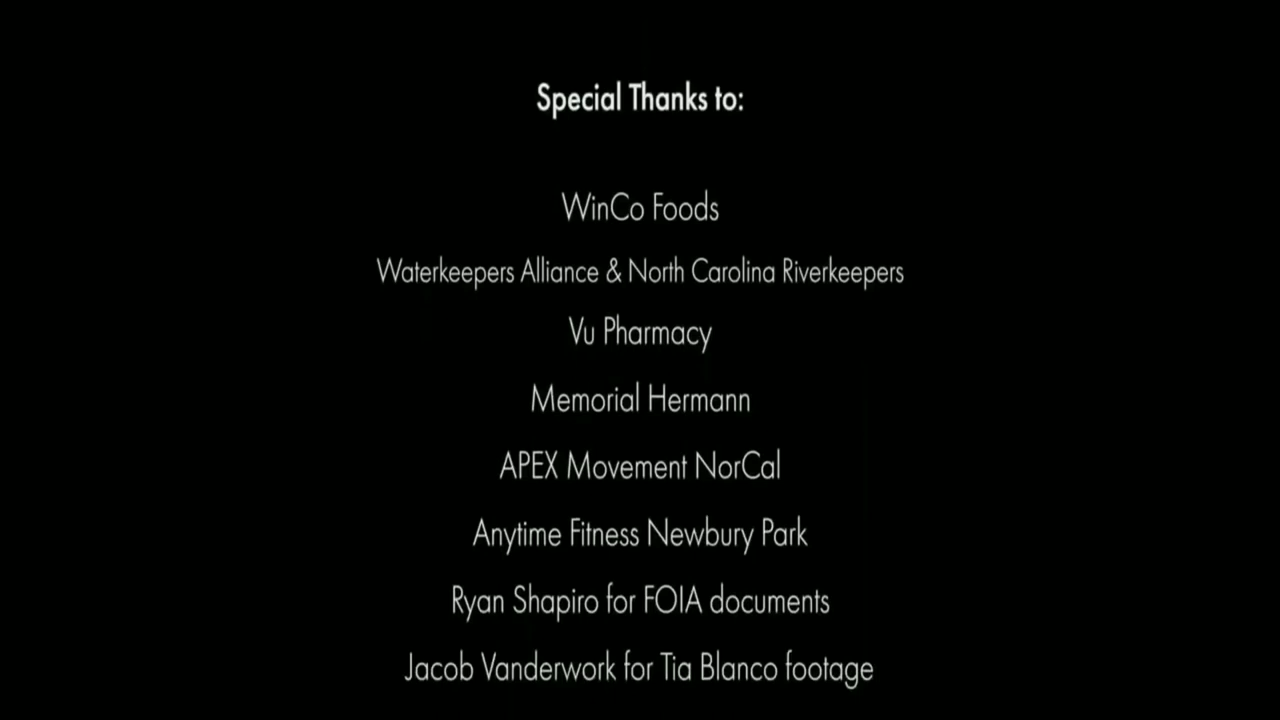 Special Thanks to:
WinCo Foods
Waterkeepers Alliance & North Carolina Riverkeepers
Vu Pharmacy
Memorial Hermann
APEX Movement NorCal
Anytime Fitness Newbury Park
Ryan Shapiro for FOIA documents
Jacob Vanderwork for Tia Blanco footage